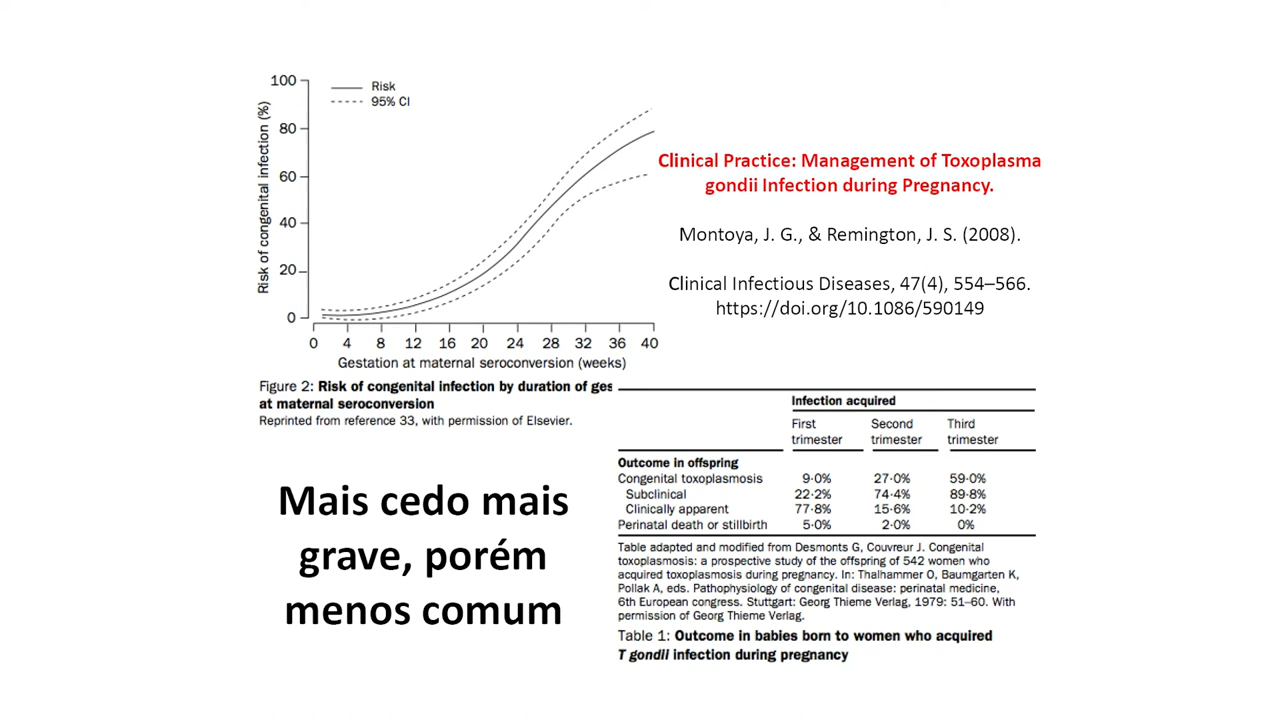 100
80
60
40
20
0
Risk of congenital infection (%)
Risk
95% CI
0 4 8 12 16 20 24 28 32 36 40
Gestation at maternal seroconversion (weeks)
Figure 2: Risk of congenital infection by duration of ges
at maternal seroconversion
Reprinted from reference 33, with permission of Elsevier.
Clinical Practice: Management of Toxoplasma
gondii Infection during Pregnancy.
Montoya, J. G., & Remington, J. S. (2008).
Clinical Infectious Diseases, 47(4), 554–566.
https://doi.org/10.1086/590149
Mais cedo mais
grave, porém
menos comum
Infection acquired
First Second Third
trimester trimester trimester
Outcome in offspring
Congenital toxoplasmosis 9·0% 27·0% 59·0%
Subclinical 22·2% 74·4% 89·8%
Clinically apparent 77·8% 15·6% 10·2%
Perinatal death or stillbirth 5·0% 2·0% 0%
Table adapted and modified from Desmonts G, Couvreur J. Congenital
toxoplasmosis: a prospective study of the offspring of 542 women who
acquired toxoplasmosis during pregnancy. In: Thalhammer O, Baumgarten K,
Pollak A, eds. Pathophysiology of congenital disease: perinatal medicine,
6th European congress. Stuttgart: Georg Thieme Verlag, 1979: 51–60. With
permission of Georg Thieme Verlag.
Table 1: Outcome in babies born to women who acquired
T gondii infection during pregnancy